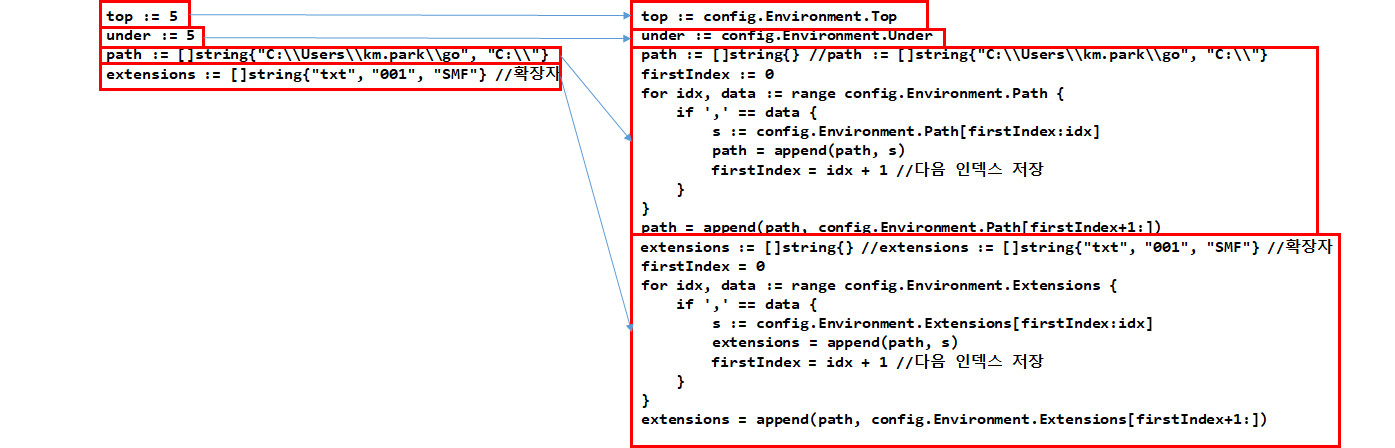 top := 5
under := 5
path := []string{"C:\\Users\\km.park\\go", "C:\\"}
extensions := []string{"txt", "001", "SMF"} //확장자
top := config.Environment.Top
under := config.Environment.Under
path := []string{} //path := []string{"C:\\Users\\km.park\\go", "C:\\"}
firstIndex := 0
for idx, data := range config.Environment.Path {
    if ',' == data {
        s := config.Environment.Path[firstIndex:idx]
        path = append(path, s)
        firstIndex = idx + 1 //다음 인덱스 저장
    }
}
path = append(path, config.Environment.Path[firstIndex+1:])
extensions := []string{} //extensions := []string{"txt", "001", "SMF"} //확장자
firstIndex = 0
for idx, data := range config.Environment.Extensions {
    if ',' == data {
        s := config.Environment.Extensions[firstIndex:idx]
        extensions = append(path, s)
        firstIndex = idx + 1 //다음 인덱스 저장
    }
}
extensions = append(path, config.Environment.Extensions[firstIndex+1:])